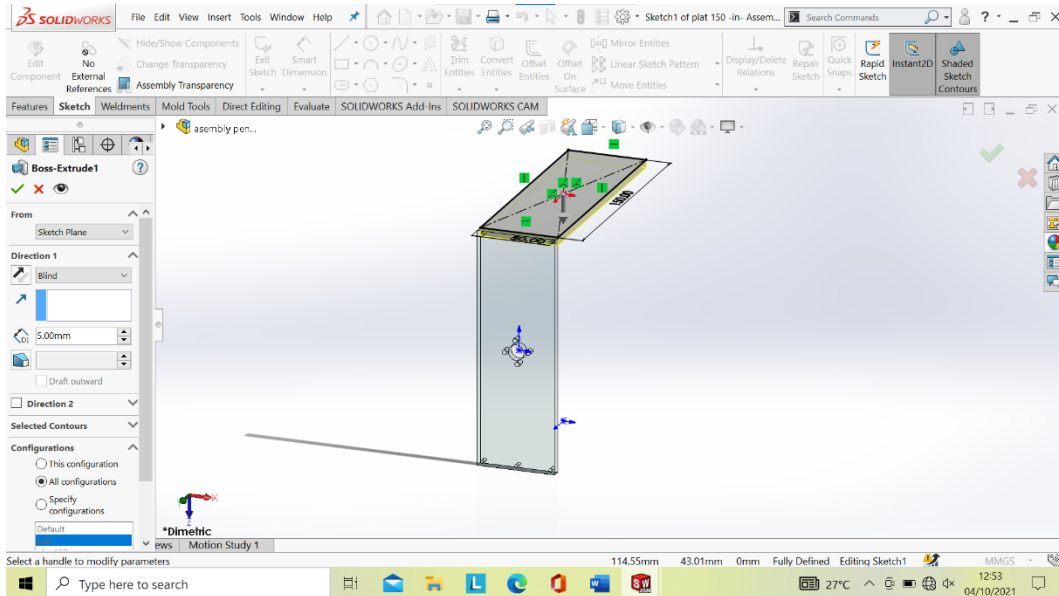 SOLIDWORKS File Edit View Insert Tools Window Help Sketch1 of plat 150 -in- Assem... Search Commands ?
Edit Component
No External References
Hide/Show Components
Change Transparency
Assembly Transparency
Exit Sketch
Smart Dimension
Trim Entities
Convert Entities
Offset Entities
Offset On Surface
Mirror Entities
Linear Sketch Pattern
Move Entities
Display/Delete Relations
Repair Sketch
Quick Snaps
Rapid Sketch
Instant2D
Shaded Sketch Contours
Features Sketch Weldments Mold Tools Direct Editing Evaluate SOLIDWORKS Add-Ins SOLIDWORKS CAM
asembly pen...
Boss-Extrude1 ?
From
Sketch Plane
Direction 1
Blind
D1 5.00mm
Draft outward
Direction 2
Selected Contours
Configurations
This configuration
All configurations
Specify configurations
Default
150.00
X
Z
*Dimetric
ews Motion Study 1
Select a handle to modify parameters 114.55mm 43.01mm 0mm Fully Defined Editing Sketch1 MMGS
Type here to search L W SW 27°C 12:53
04/10/2021